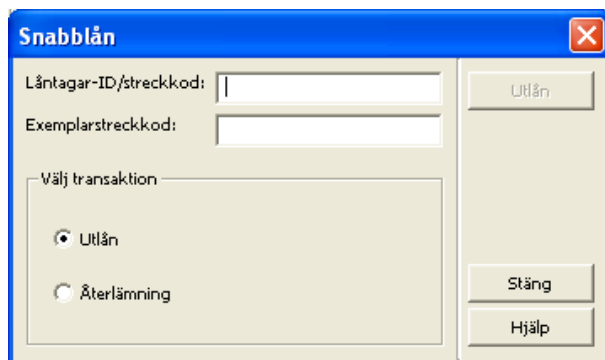 Snabblån
Låntagar-ID/streckkod:
Utlån
Exemplarstreckkod:
Välj transaktion
Utlån
Återlämning
Stäng
Hjälp